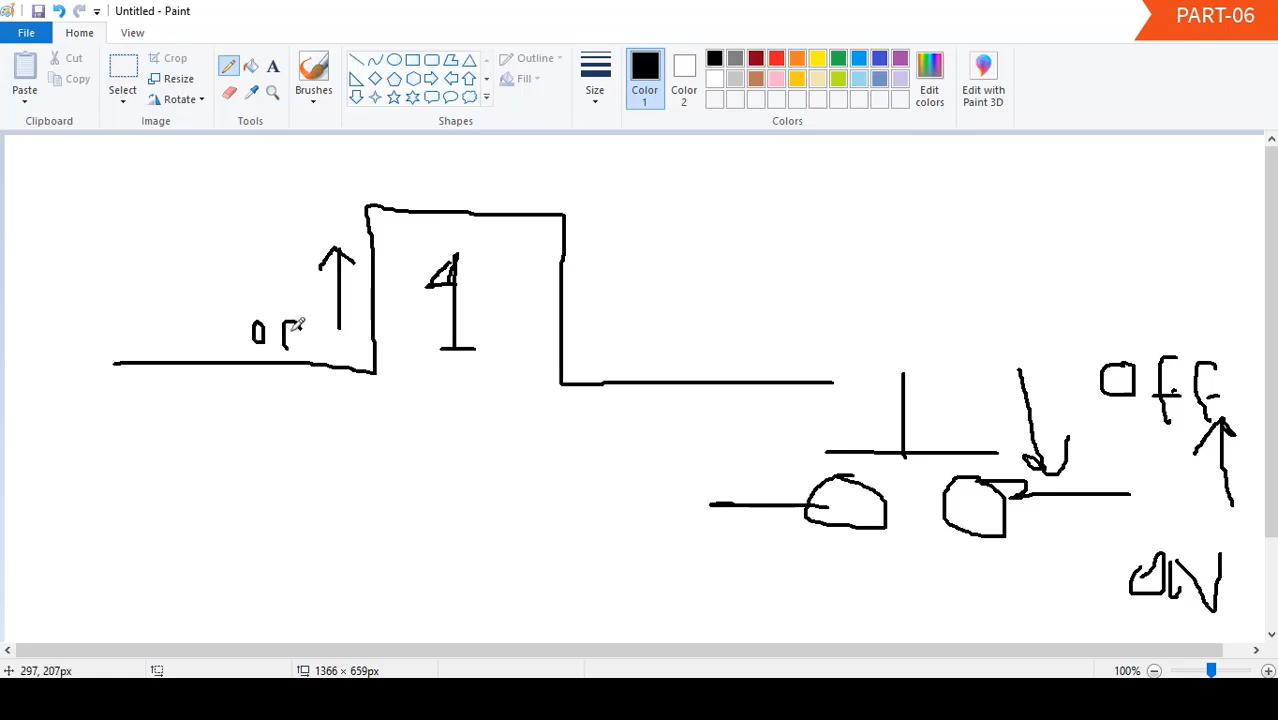 Untitled - Paint
PART-06
File
Home
View
Paste
Cut
Copy
Clipboard
Select
Crop
Resize
Rotate
Image
Tools
Brushes
Shapes
Outline
Fill
Size
Color 1
Color 2
Colors
Edit colors
Edit with Paint 3D
1
off
ON
297, 207px
1366 × 659px
100%